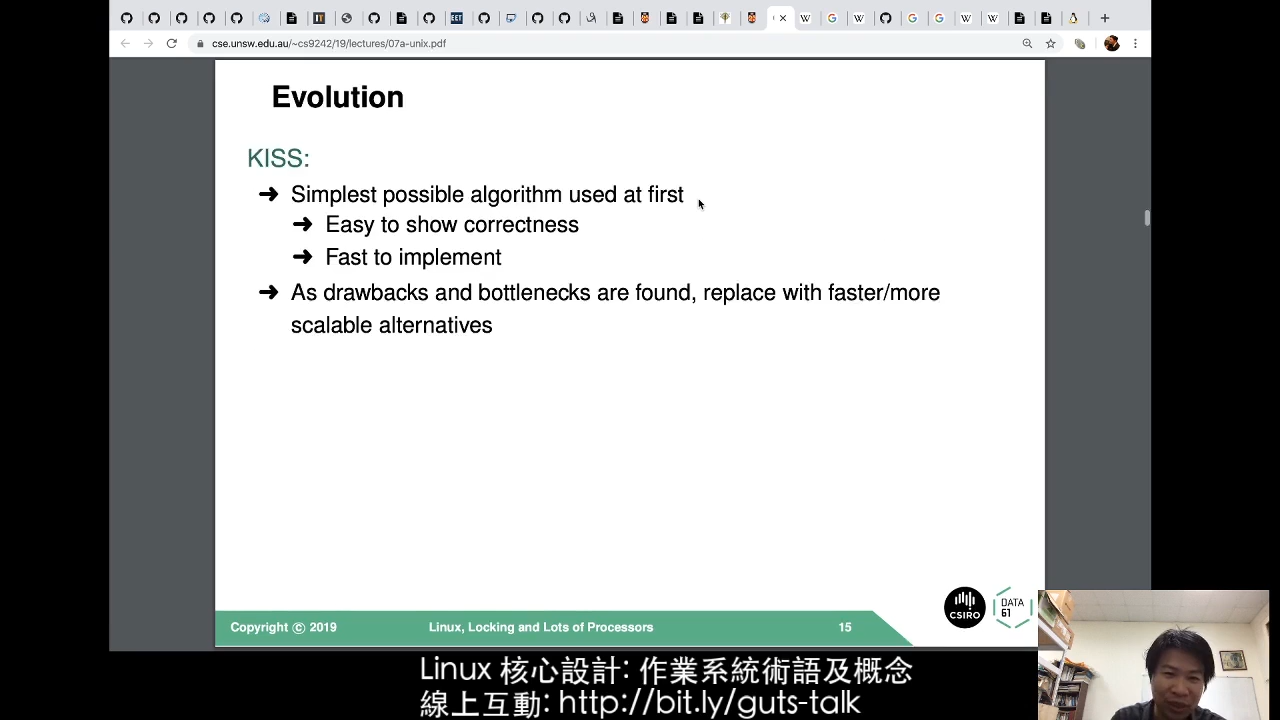 cse.unsw.edu.au/~cs9242/19/lectures/07a-unix.pdf
Evolution
KISS:
➜ Simplest possible algorithm used at first
➜ Easy to show correctness
➜ Fast to implement
➜ As drawbacks and bottlenecks are found, replace with faster/more
scalable alternatives
CSIRO
DATA
61
Copyright © 2019 Linux, Locking and Lots of Processors 15
Linux 核心設計: 作業系統術語及概念
線上互動: http://bit.ly/guts-talk